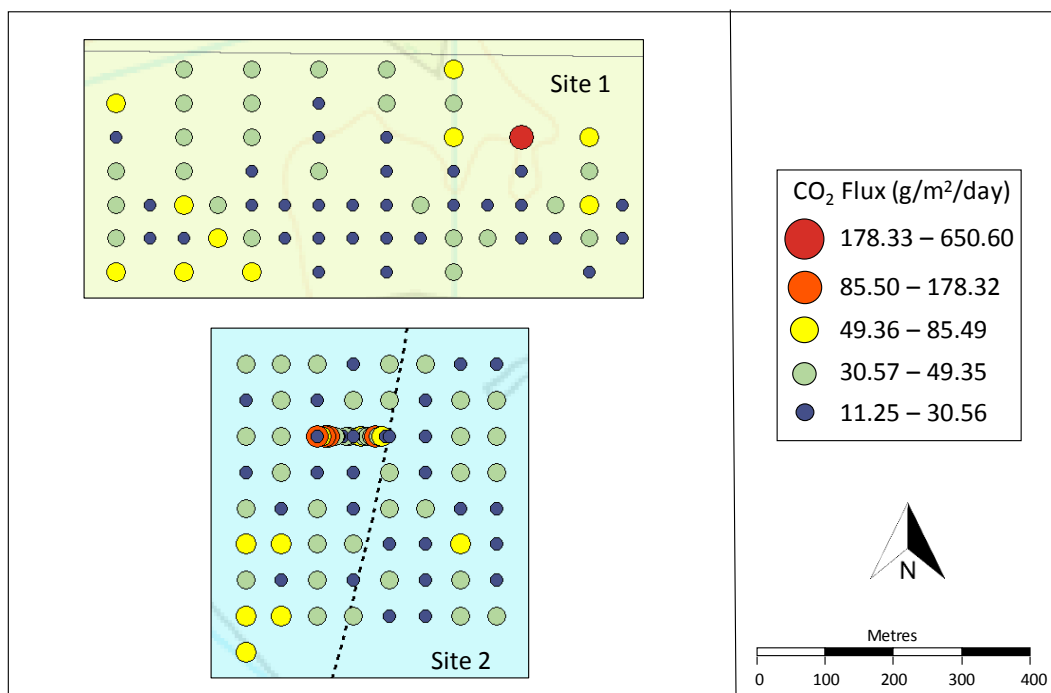 Site 1
CO₂ Flux (g/m²/day)
178.33 – 650.60
85.50 – 178.32
49.36 – 85.49
30.57 – 49.35
11.25 – 30.56
Site 2
N
Metres
0 100 200 300 400